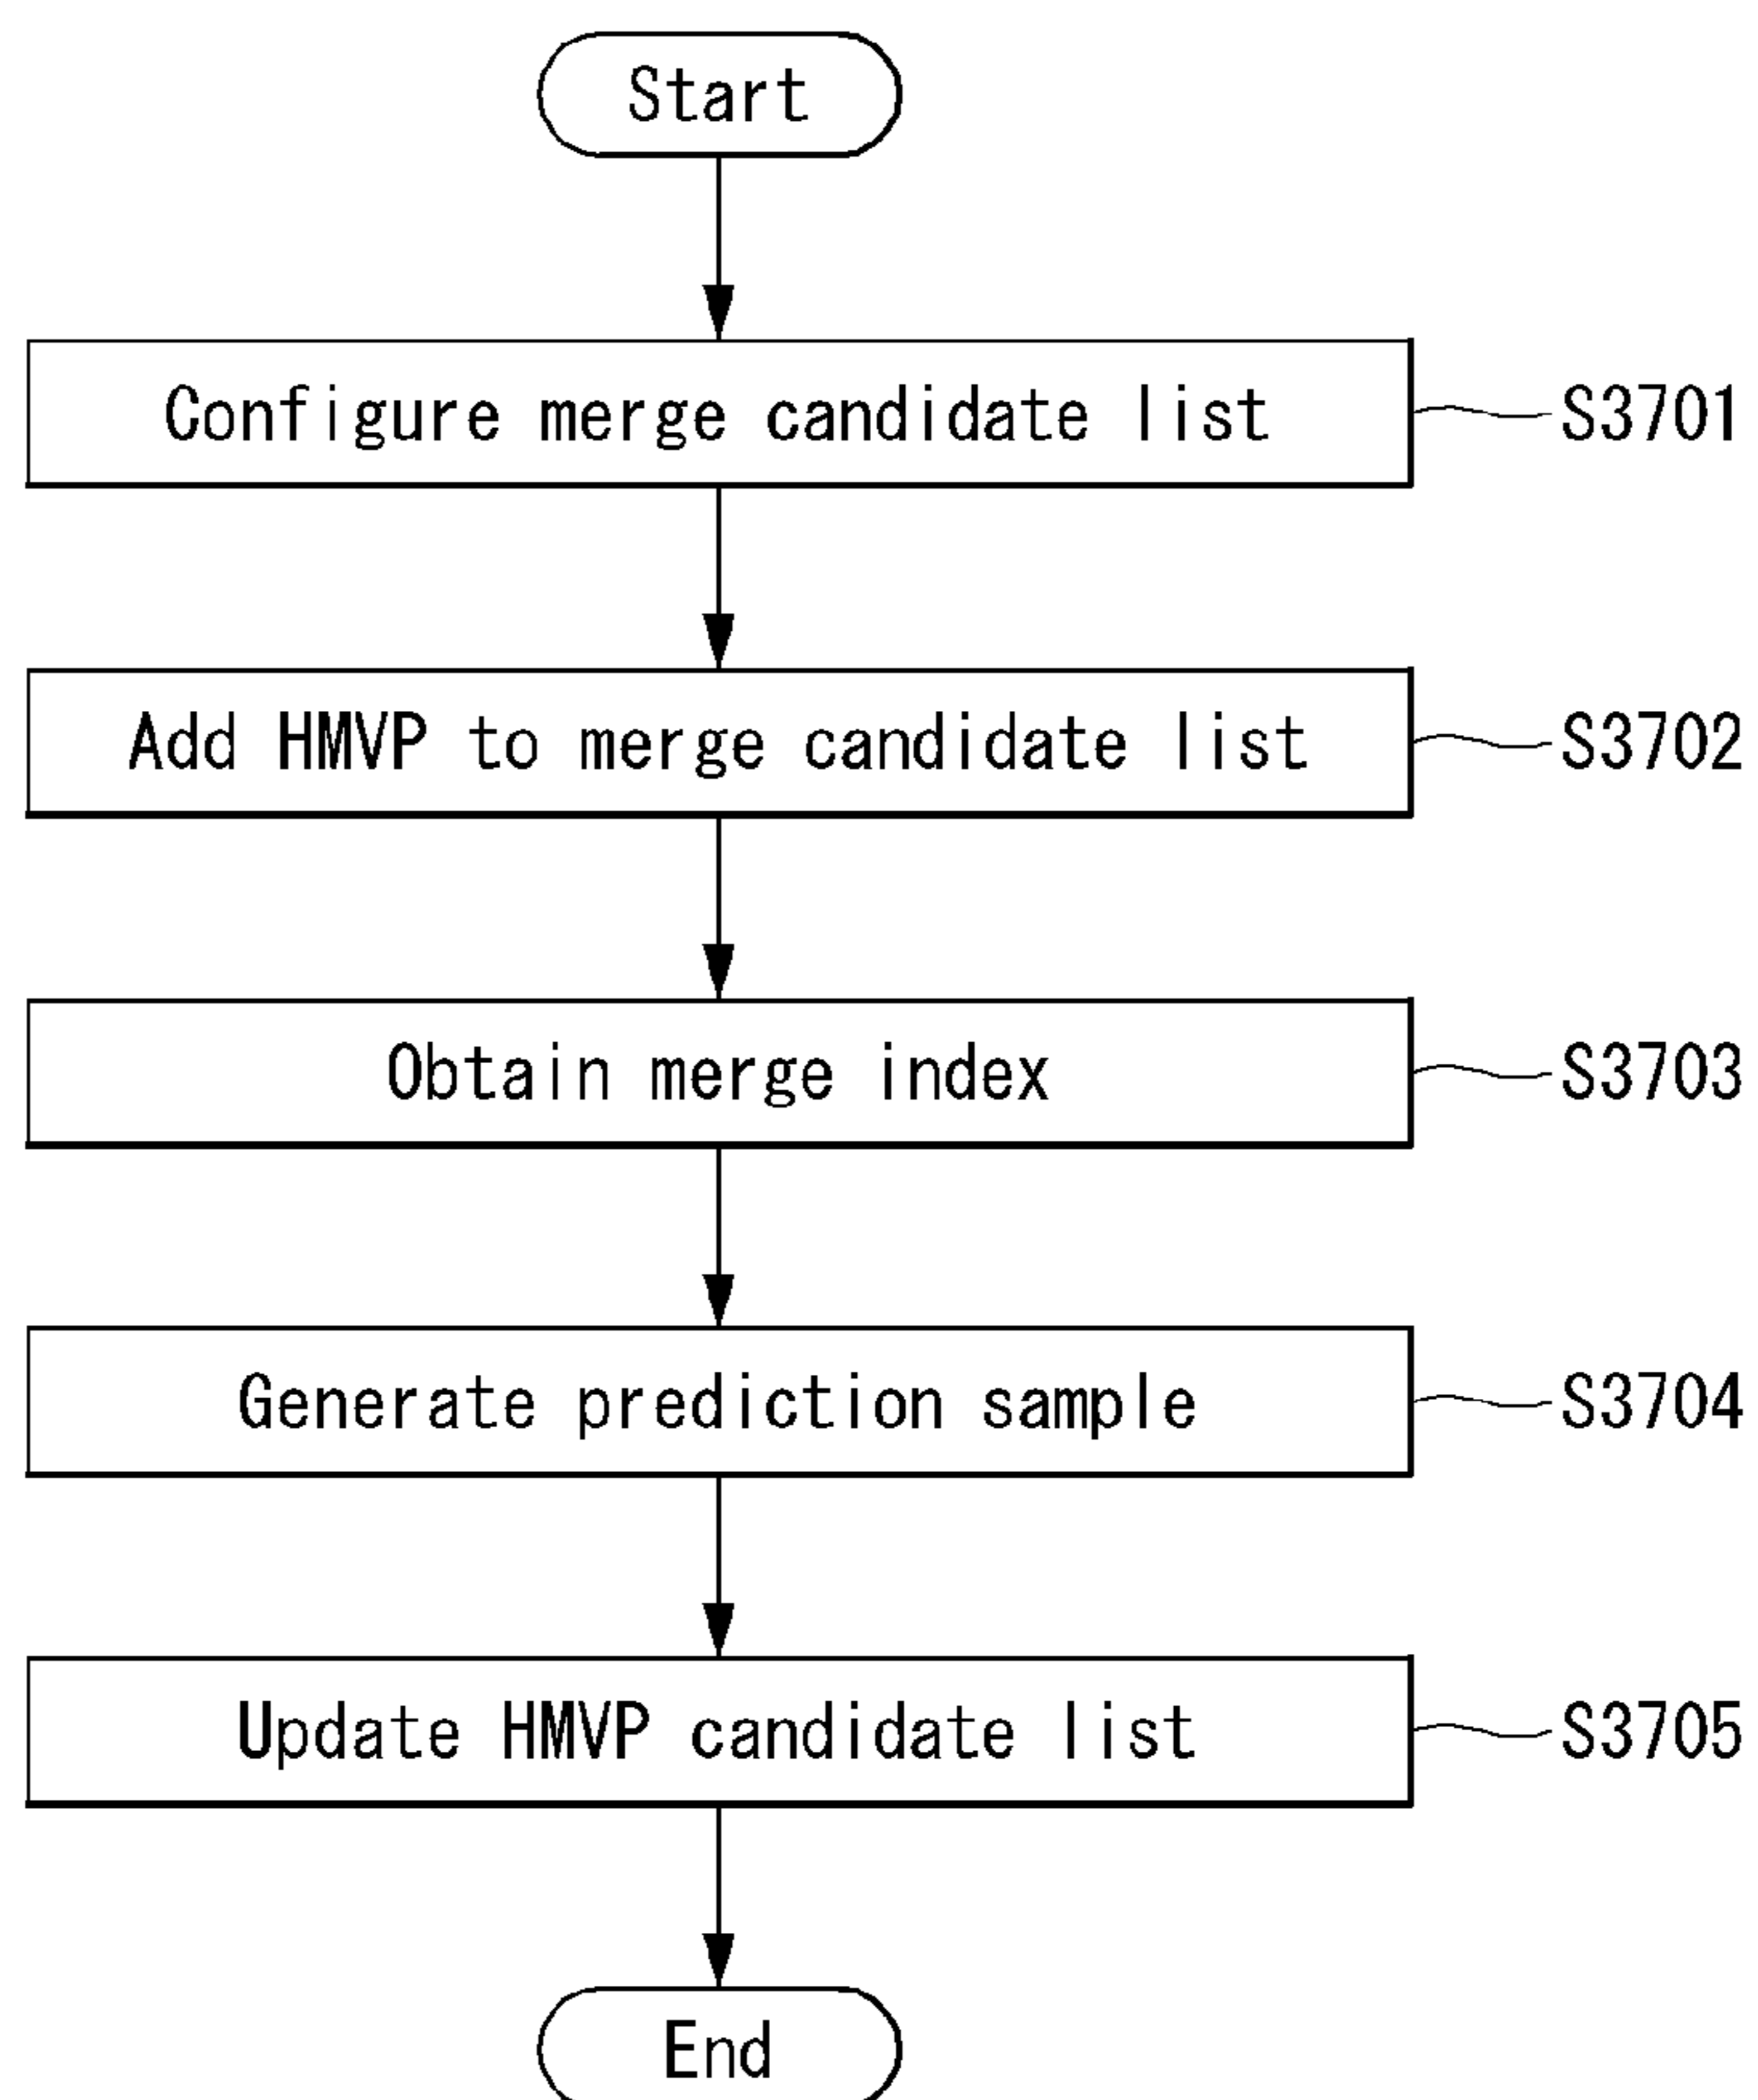 Start
Configure merge candidate list
S3701
Add HMVP to merge candidate list
S3702
Obtain merge index
S3703
Generate prediction sample
S3704
Update HMVP candidate list
S3705
End